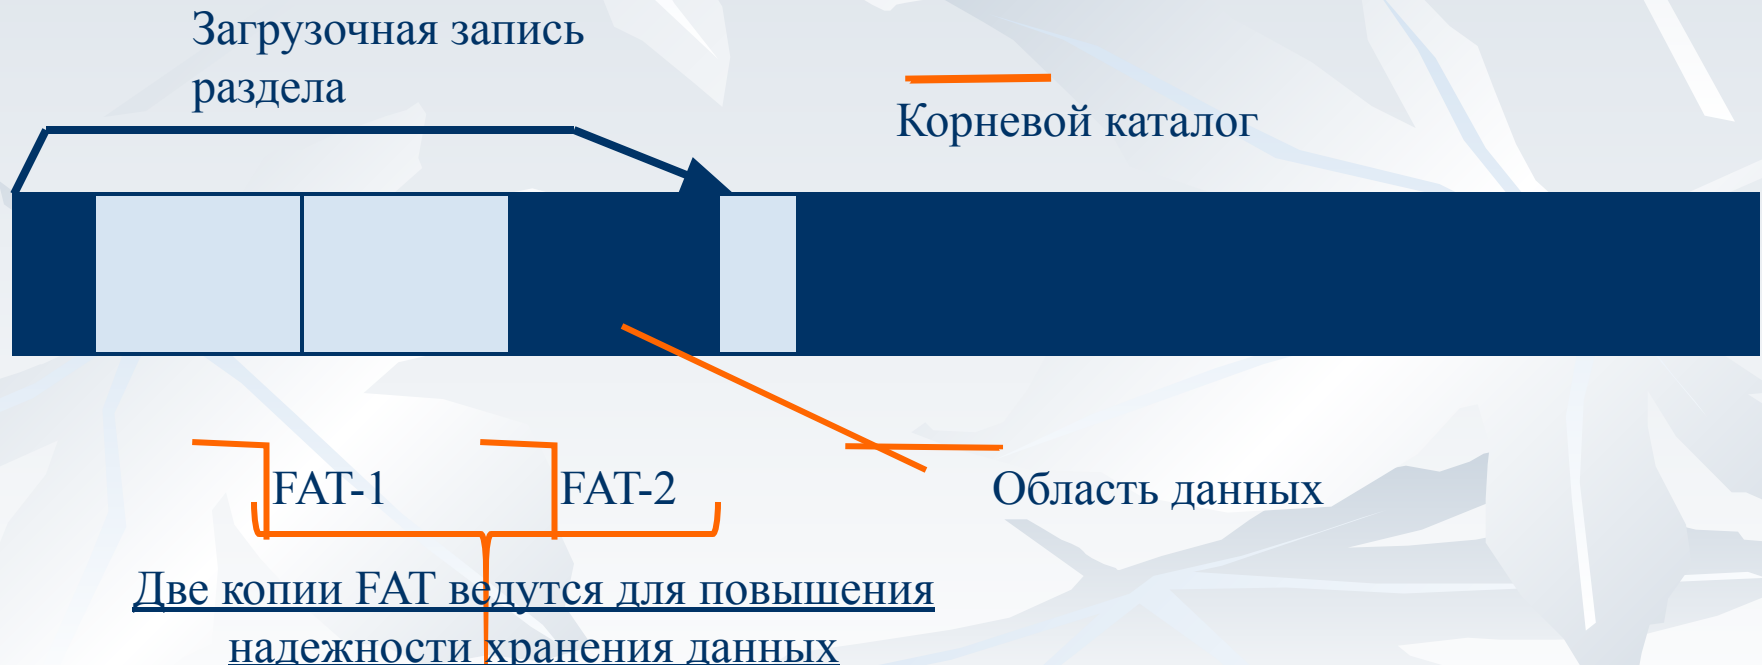 Загрузочная запись
раздела
Корневой каталог
FAT-1
FAT-2
Область данных
Две копии FAT ведутся для повышения
надежности хранения данных